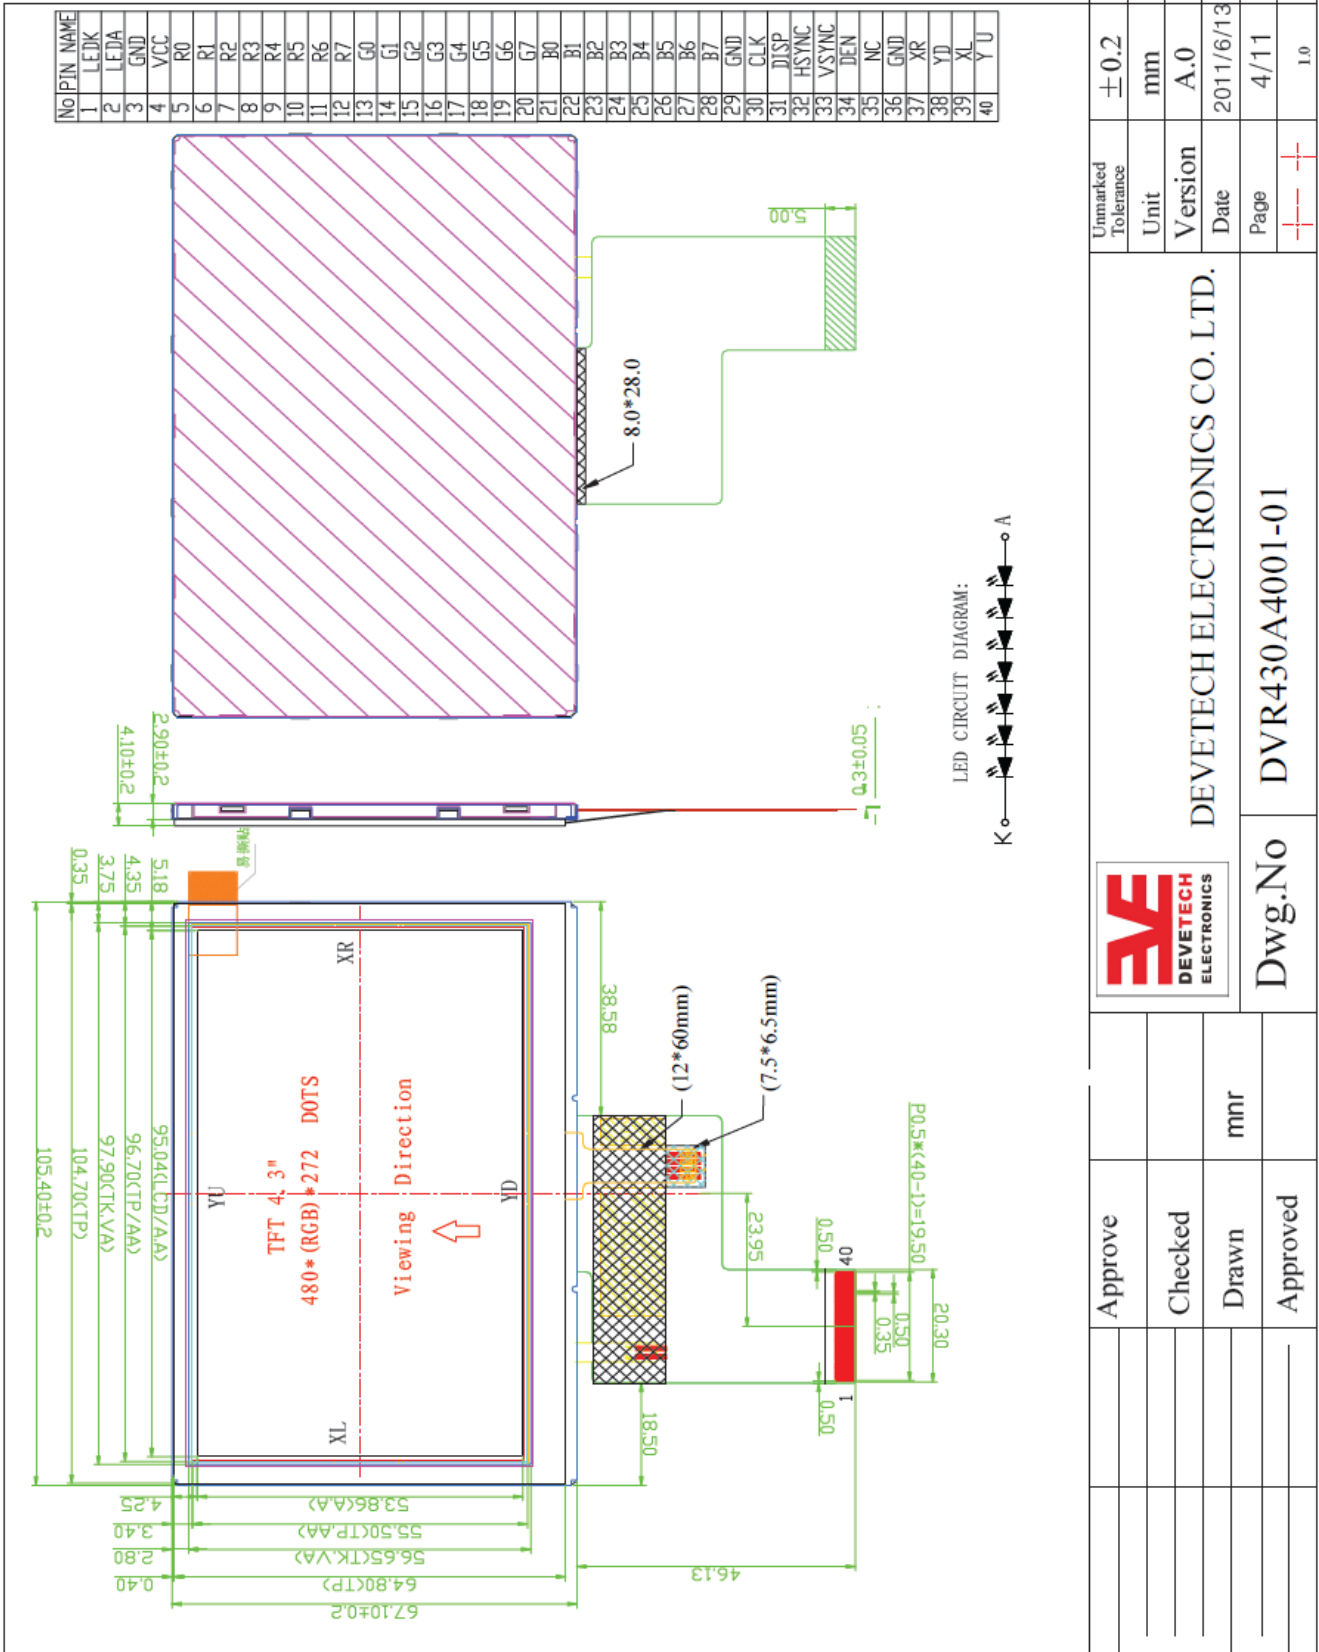 No PIN NAME
1 LEDK
2 LEDA
3 GND
4 VCC
5 R0
6 R1
7 R2
8 R3
9 R4
10 R5
11 R6
12 R7
13 G0
14 G1
15 G2
16 G3
17 G4
18 G5
19 G6
20 G7
21 B0
22 B1
23 B2
24 B3
25 B4
26 B5
27 B6
28 B7
29 GND
30 CLK
31 DISP
32 HSYNC
33 VSYNC
34 DEN
35 NC
36 GND
37 XR
38 YD
39 XL
40 Y U
105.40±0.2
104.70(TP)
97.90(TK.VA)
96.70(TP/AA)
95.04(LCD/A.A)
0.35
3.75
4.35
5.18
易撕贴
4.10±0.2
2.90±0.2
0.3±0.05
5.00
8.0*28.0
67.10±0.2
64.80(TP)
56.65(TK.VA)
55.50(TP.AA)
53.86(A.A)
0.40
2.80
3.40
4.25
46.13
XL
XR
YU
YD
TFT 4.3"
480*(RGB)*272 DOTS
Viewing Direction
38.58
18.50
(12*60mm)
(7.5*6.5mm)
23.95
0.50
40
1
0.50
0.35
0.50
P0.5*(40-1)=19.50
20.30
LED CIRCUIT DIAGRAM:
K
A
Approve
Checked
Drawn mnr
Approved
DEVETECH
ELECTRONICS
DEVETECH ELECTRONICS CO. LTD.
Dwg.No DVR430A4001-01
Unmarked
Tolerance ±0.2
Unit mm
Version A.0
Date 2011/6/13
Page 4/11
1.0